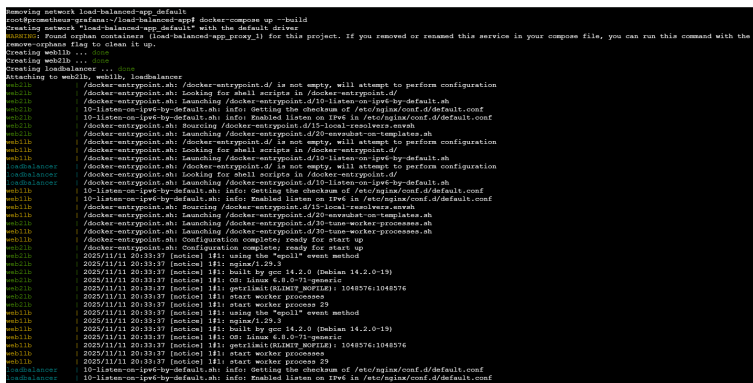 Removing network load-balanced-app_default
root@prometheus-grafana:~/load-balanced-app# docker-compose up --build
Creating network "load-balanced-app_default" with the default driver
WARNING: Found orphan containers (load-balanced-app_proxy_1) for this project. If you removed or renamed this service in your compose file, you can run this command with the
remove-orphans flag to clean it up.
Creating web1lb ... done
Creating web2lb ... done
Creating loadbalancer ... done
Attaching to web2lb, web1lb, loadbalancer
web2lb | /docker-entrypoint.sh: /docker-entrypoint.d/ is not empty, will attempt to perform configuration
web2lb | /docker-entrypoint.sh: Looking for shell scripts in /docker-entrypoint.d/
web2lb | /docker-entrypoint.sh: Launching /docker-entrypoint.d/10-listen-on-ipv6-by-default.sh
web2lb | 10-listen-on-ipv6-by-default.sh: info: Getting the checksum of /etc/nginx/conf.d/default.conf
web2lb | 10-listen-on-ipv6-by-default.sh: info: Enabled listen on IPv6 in /etc/nginx/conf.d/default.conf
web2lb | /docker-entrypoint.sh: Sourcing /docker-entrypoint.d/15-local-resolvers.envsh
web2lb | /docker-entrypoint.sh: Launching /docker-entrypoint.d/20-envsubst-on-templates.sh
web1lb | /docker-entrypoint.sh: /docker-entrypoint.d/ is not empty, will attempt to perform configuration
web1lb | /docker-entrypoint.sh: Looking for shell scripts in /docker-entrypoint.d/
web1lb | /docker-entrypoint.sh: Launching /docker-entrypoint.d/10-listen-on-ipv6-by-default.sh
loadbalancer | /docker-entrypoint.sh: /docker-entrypoint.d/ is not empty, will attempt to perform configuration
loadbalancer | /docker-entrypoint.sh: Looking for shell scripts in /docker-entrypoint.d/
loadbalancer | /docker-entrypoint.sh: Launching /docker-entrypoint.d/10-listen-on-ipv6-by-default.sh
web1lb | 10-listen-on-ipv6-by-default.sh: info: Getting the checksum of /etc/nginx/conf.d/default.conf
web1lb | 10-listen-on-ipv6-by-default.sh: info: Enabled listen on IPv6 in /etc/nginx/conf.d/default.conf
web1lb | /docker-entrypoint.sh: Sourcing /docker-entrypoint.d/15-local-resolvers.envsh
web1lb | /docker-entrypoint.sh: Launching /docker-entrypoint.d/20-envsubst-on-templates.sh
web2lb | /docker-entrypoint.sh: Launching /docker-entrypoint.d/30-tune-worker-processes.sh
web1lb | /docker-entrypoint.sh: Launching /docker-entrypoint.d/30-tune-worker-processes.sh
web1lb | /docker-entrypoint.sh: Configuration complete; ready for start up
web2lb | /docker-entrypoint.sh: Configuration complete; ready for start up
web2lb | 2025/11/11 20:33:37 [notice] 1#1: using the "epoll" event method
web2lb | 2025/11/11 20:33:37 [notice] 1#1: nginx/1.29.3
web2lb | 2025/11/11 20:33:37 [notice] 1#1: built by gcc 14.2.0 (Debian 14.2.0-19)
web2lb | 2025/11/11 20:33:37 [notice] 1#1: OS: Linux 6.8.0-71-generic
web2lb | 2025/11/11 20:33:37 [notice] 1#1: getrlimit(RLIMIT_NOFILE): 1048576:1048576
web2lb | 2025/11/11 20:33:37 [notice] 1#1: start worker processes
web2lb | 2025/11/11 20:33:37 [notice] 1#1: start worker process 29
web1lb | 2025/11/11 20:33:37 [notice] 1#1: using the "epoll" event method
web1lb | 2025/11/11 20:33:37 [notice] 1#1: nginx/1.29.3
web1lb | 2025/11/11 20:33:37 [notice] 1#1: built by gcc 14.2.0 (Debian 14.2.0-19)
web1lb | 2025/11/11 20:33:37 [notice] 1#1: OS: Linux 6.8.0-71-generic
web1lb | 2025/11/11 20:33:37 [notice] 1#1: getrlimit(RLIMIT_NOFILE): 1048576:1048576
web1lb | 2025/11/11 20:33:37 [notice] 1#1: start worker processes
web1lb | 2025/11/11 20:33:37 [notice] 1#1: start worker process 29
loadbalancer | 10-listen-on-ipv6-by-default.sh: info: Getting the checksum of /etc/nginx/conf.d/default.conf
loadbalancer | 10-listen-on-ipv6-by-default.sh: info: Enabled listen on IPv6 in /etc/nginx/conf.d/default.conf